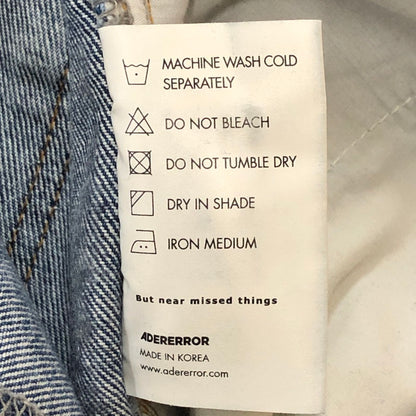 MACHINE WASH COLD
SEPARATELY
DO NOT BLEACH
DO NOT TUMBLE DRY
DRY IN SHADE
IRON MEDIUM
But near missed things
ADERERROR
MADE IN KOREA
www.adererror.com